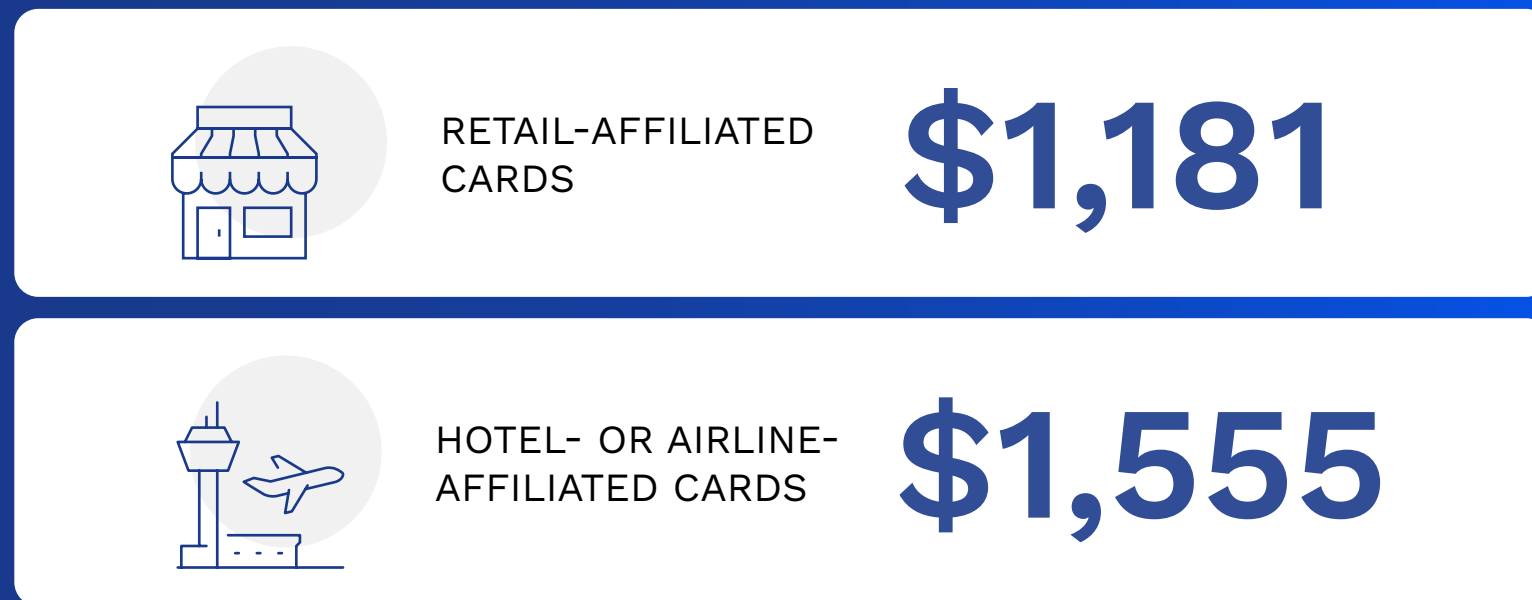 RETAIL-AFFILIATED
CARDS
$1,181
HOTEL- OR AIRLINE-
AFFILIATED CARDS
$1,555